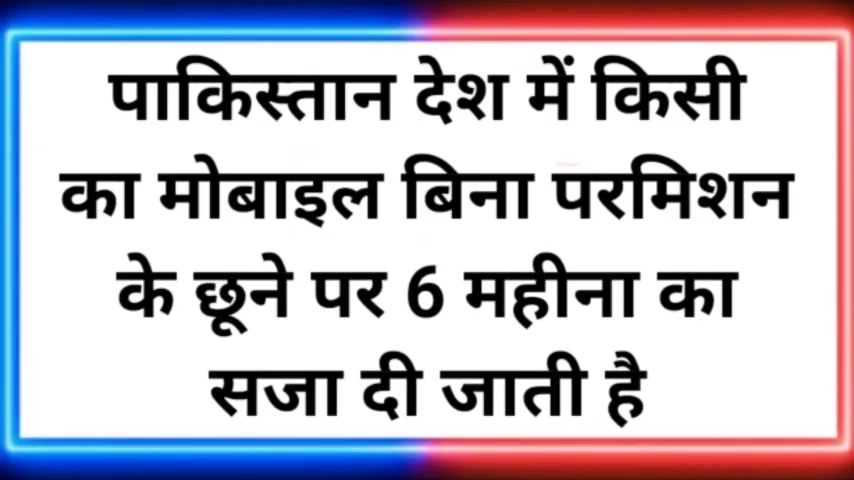 पाकिस्तान देश में किसी
का मोबाइल बिना परमिशन
के छूने पर 6 महीना का
सजा दी जाती है